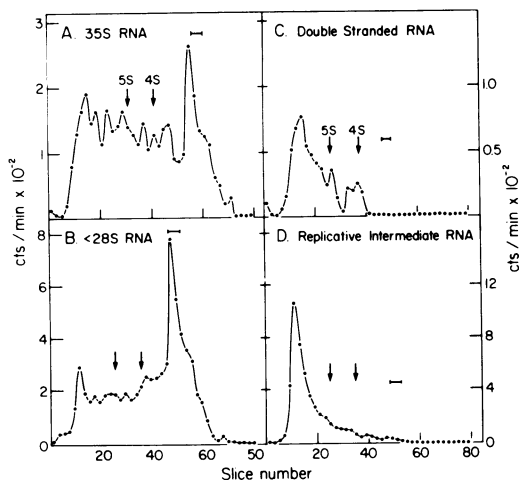 A. 35S RNA
C. Double Stranded RNA
5S 4S
5S 4S
3
2
1
1.0
0.5
0
cts / min x 10⁻²
cts / min x 10⁻²
B. <28S RNA
D. Replicative Intermediate RNA
8
6
4
2
0
12
8
4
0
20 40 60 50 20 40 60 80
Slice number